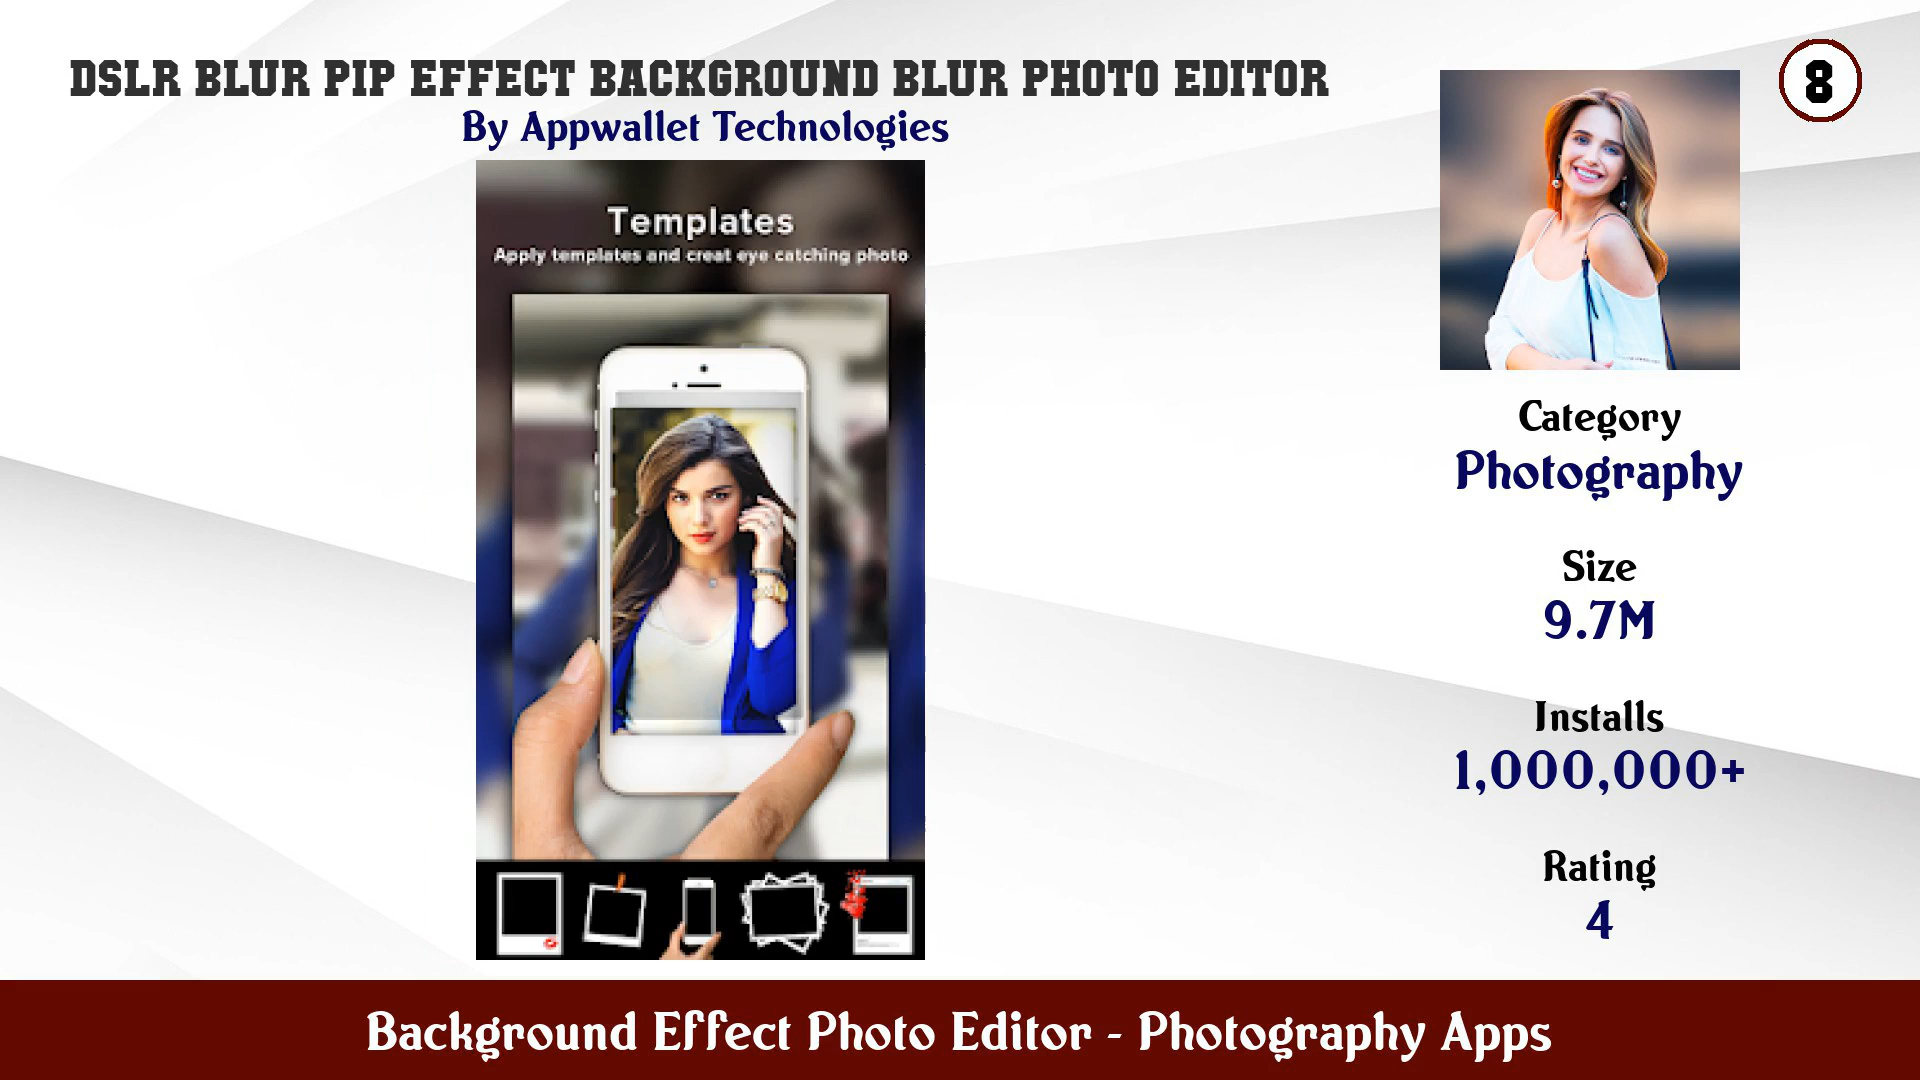 DSLR BLUR PIP EFFECT BACKGROUND BLUR PHOTO EDITOR
By Appwallet Technologies
8
Templates
Apply templates and creat eye catching photo
Category
Photography
Size
9.7M
Installs
1,000,000+
Rating
4
Background Effect Photo Editor - Photography Apps